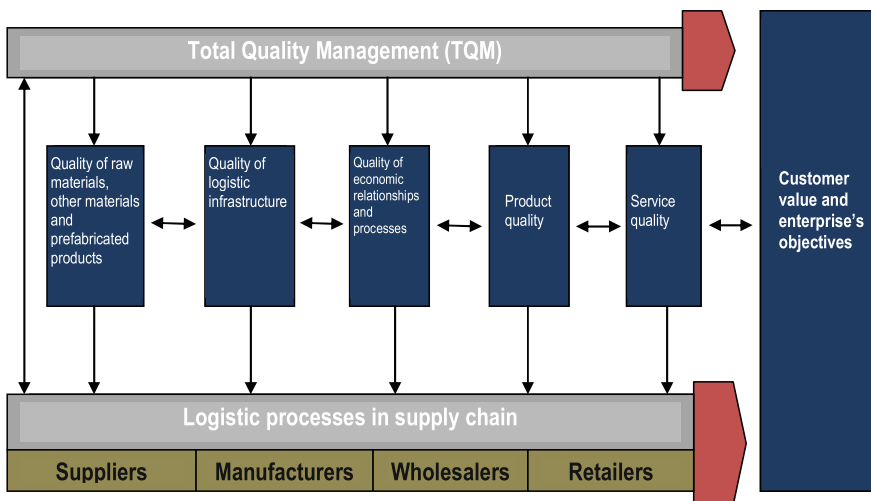 Total Quality Management (TQM)
Quality of raw
materials,
other materials
and
prefabricated
products
Quality of
logistic
infrastructure
Quality of
economic
relationships
and
processes
Product
quality
Service
quality
Customer
value and
enterprise’s
objectives
Logistic processes in supply chain
Suppliers
Manufacturers
Wholesalers
Retailers